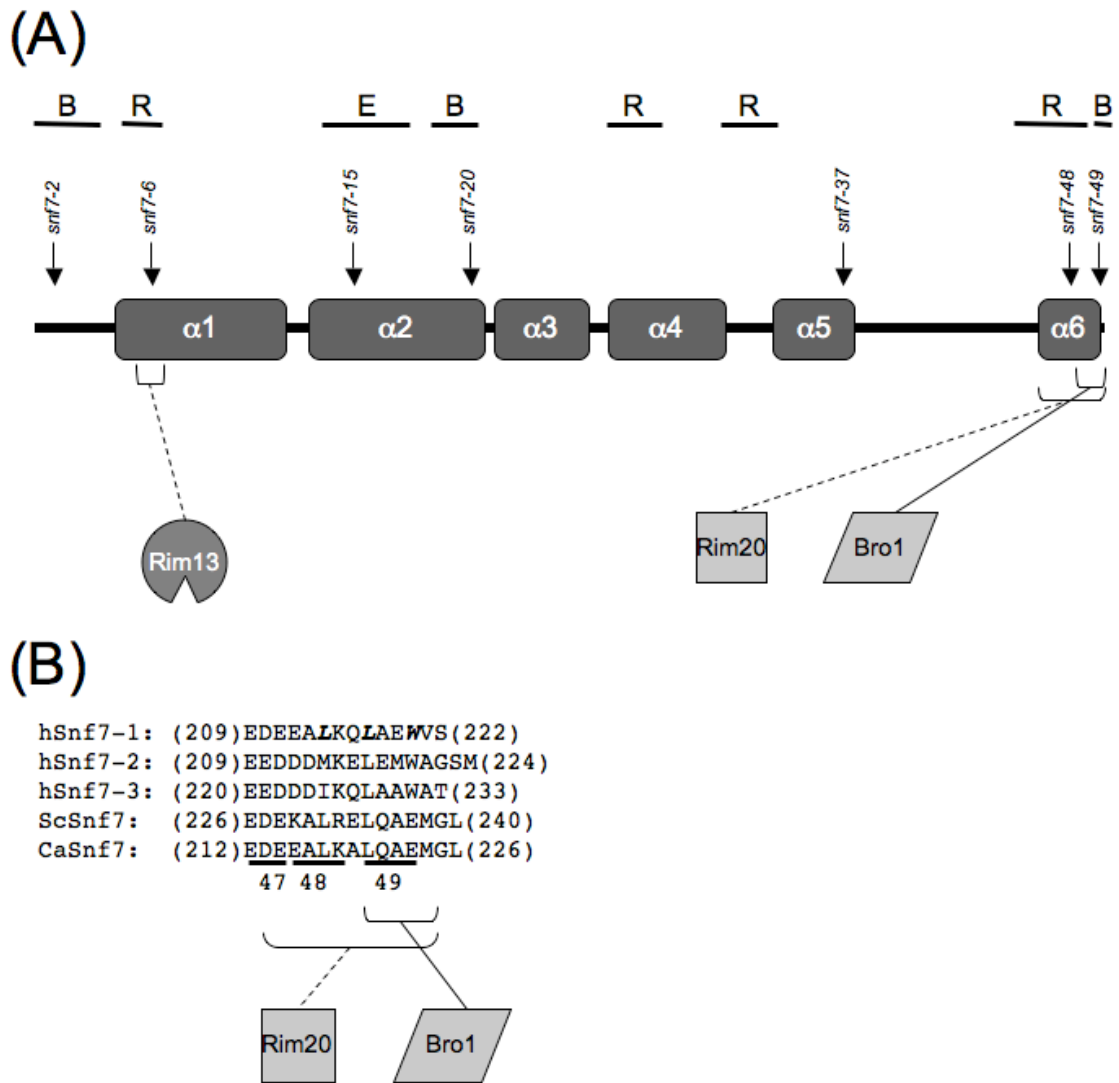 (A)
B R E B R R R B
snf7-2 snf7-6 snf7-15 snf7-20 snf7-37 snf7-48 snf7-49
α1 α2 α3 α4 α5 α6
Rim13 Rim20 Bro1
(B)
hSnf7-1: (209)EDEEALKQLAEWVS(222)
hSnf7-2: (209)EEDDDMKELEMWAGSM(224)
hSnf7-3: (220)EEDDDIKQLAAWAT(233)
ScSnf7: (226)EDEKALRELQAEMGL(240)
CaSnf7: (212)EDEEALKALQAEMGL(226)
47 48 49
Rim20 Bro1